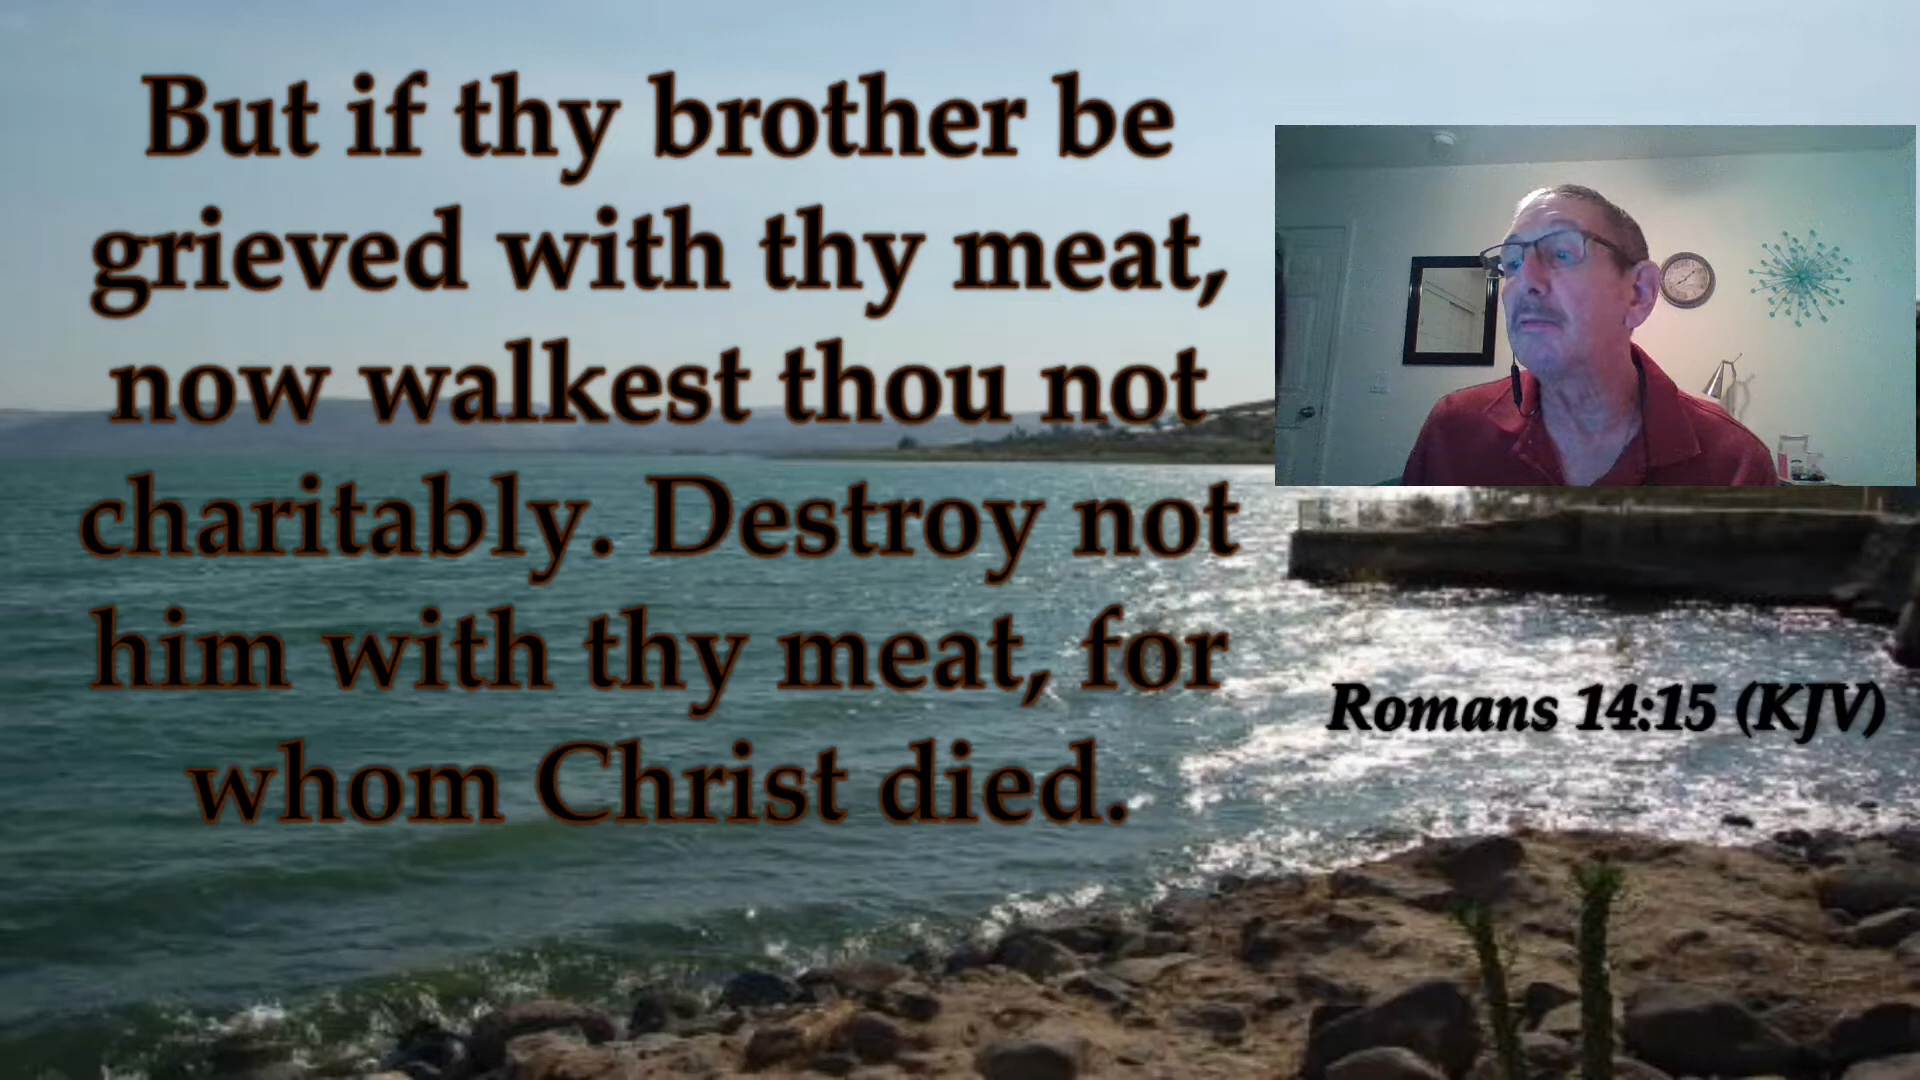 But if thy brother be
grieved with thy meat,
now walkest thou not
charitably. Destroy not
him with thy meat, for
whom Christ died.
Romans 14:15 (KJV)